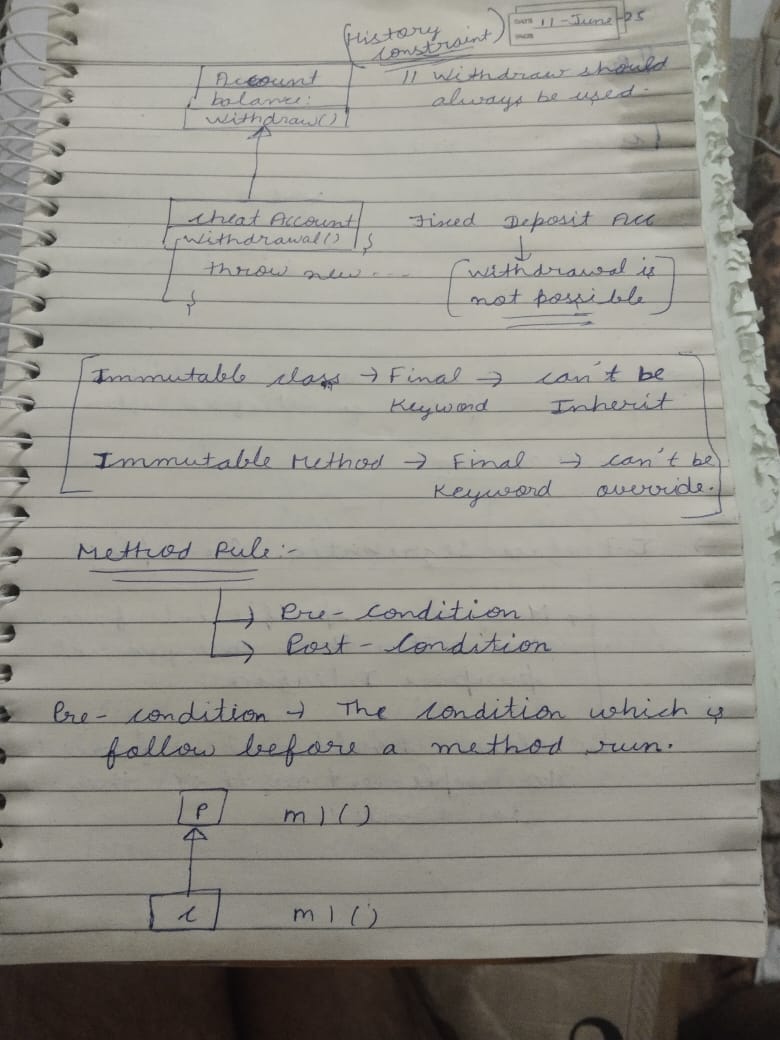 (History
constraint)
DATE 11-June-25
PAGE
Account
balance:
withdraw()
// Withdraw should
always be used.
cheat Account
withdrawal() {
throw new ...
}
Fixed Deposit Acc
↓
[withdrawal is
not possible]
Immutable class → Final → can't be
Keyword Inherit
Immutable Method → Final → can't be
Keyword override.
Method Rule:-
→ Pre-condition
→ Post-Condition
Pre-condition → The condition which is
follow before a method run.
P m1()
c m1()